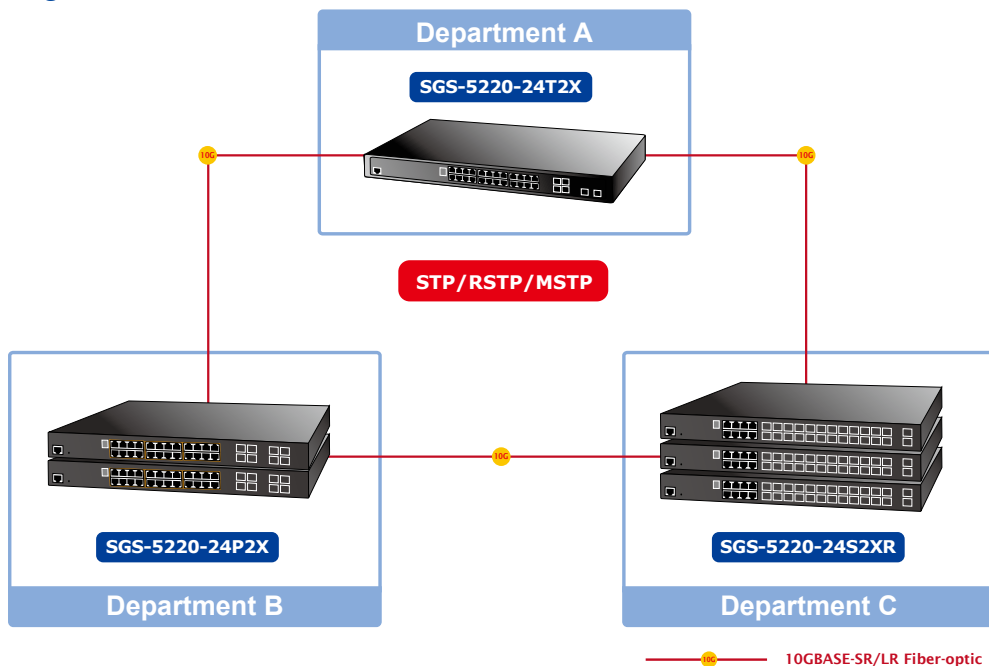 Department A
SGS-5220-24T2X
10G
10G
STP/RSTP/MSTP
10G
SGS-5220-24P2X
SGS-5220-24S2XR
Department B
Department C
10G
10GBASE-SR/LR Fiber-optic